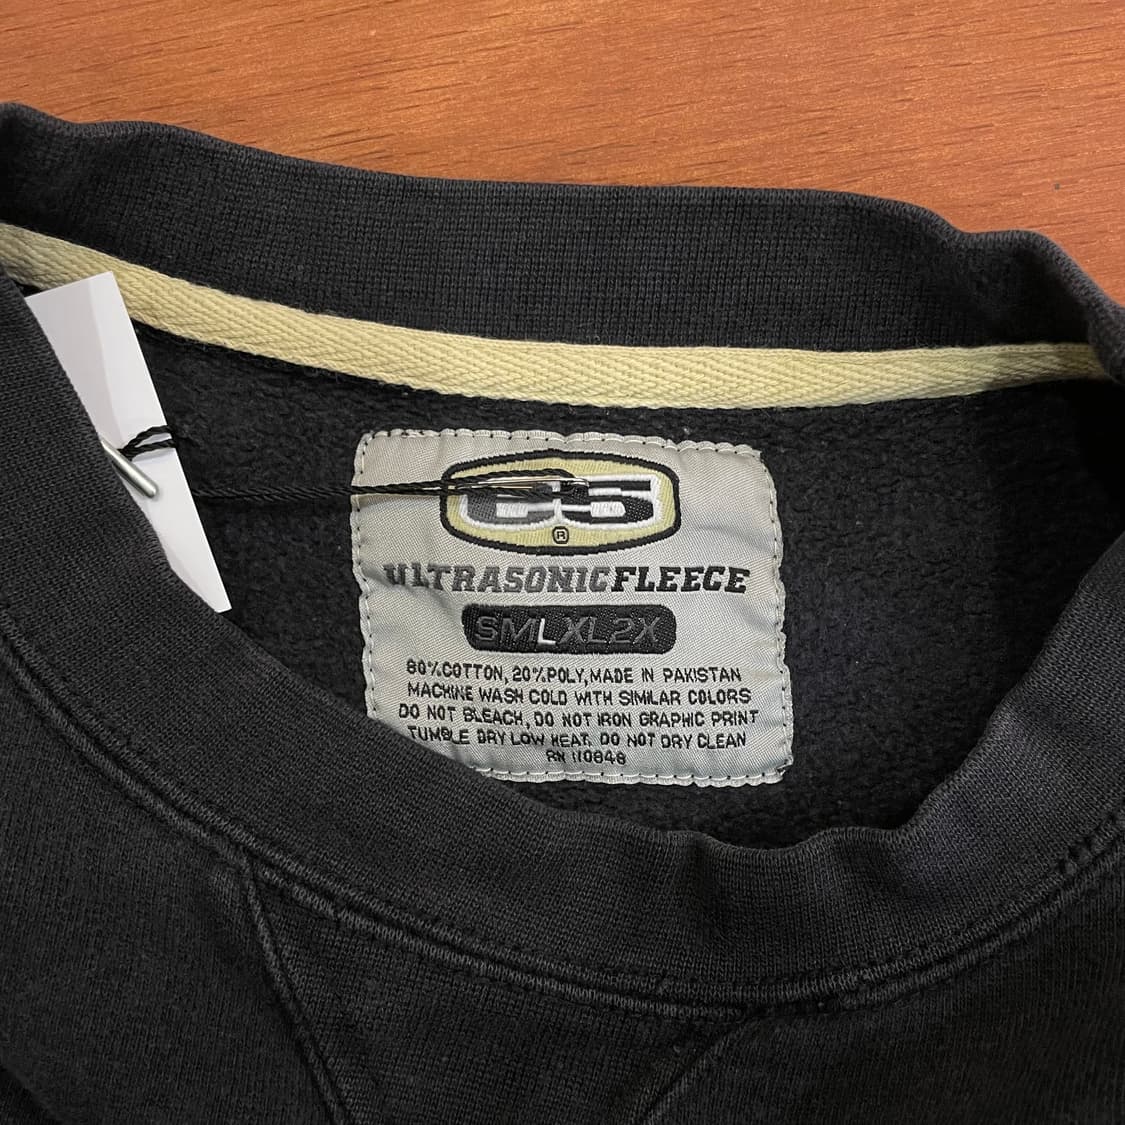 ®
ULTRASONICFLEECE
SMLXL2X
80%COTTON, 20%POLY, MADE IN PAKISTAN
MACHINE WASH COLD WITH SIMILAR COLORS
DO NOT BLEACH, DO NOT IRON GRAPHIC PRINT
TUMBLE DRY LOW HEAT, DO NOT DRY CLEAN
RN 110848